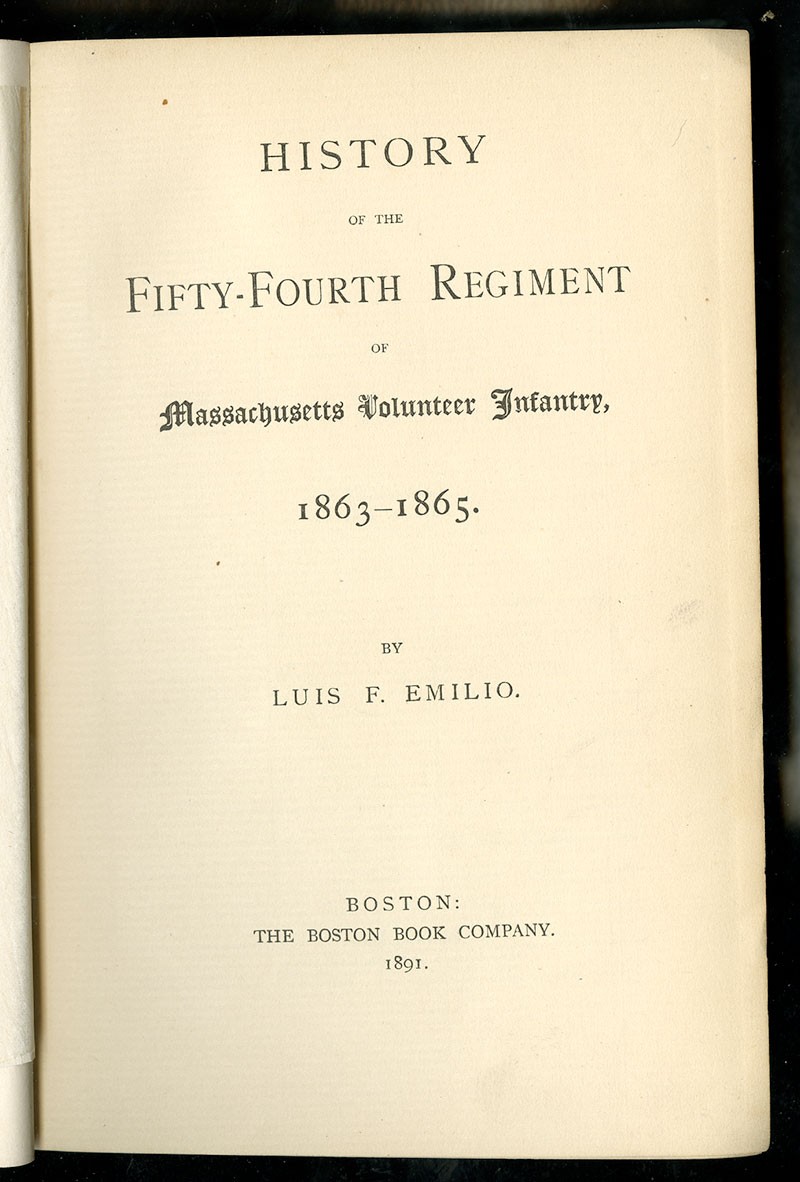 HISTORY
OF THE
FIFTY-FOURTH REGIMENT
OF
Massachusetts Volunteer Infantry,
1863–1865.
BY
LUIS F. EMILIO.
BOSTON:
THE BOSTON BOOK COMPANY.
1891.